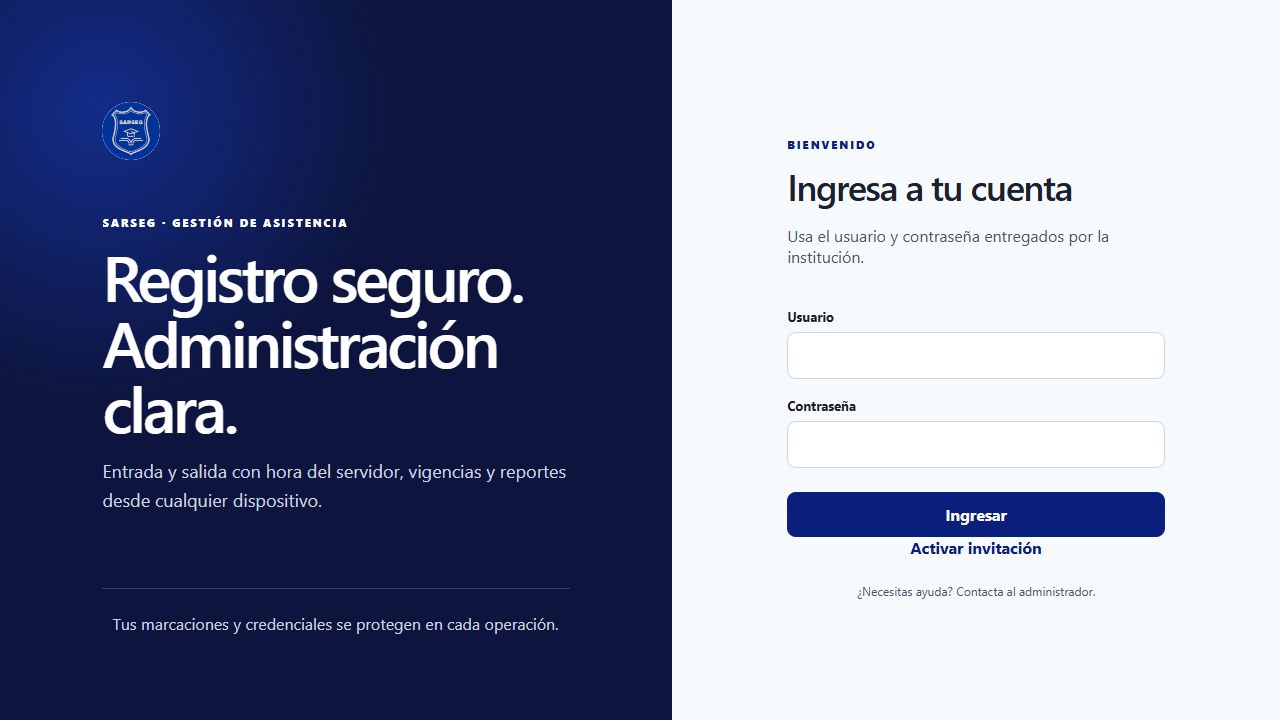 SARSEG
SARSEG · GESTIÓN DE ASISTENCIA
Registro seguro.
Administración
clara.
Entrada y salida con hora del servidor, vigencias y reportes
desde cualquier dispositivo.
Tus marcaciones y credenciales se protegen en cada operación.
BIENVENIDO
Ingresa a tu cuenta
Usa el usuario y contraseña entregados por la
institución.
Usuario
Contraseña
Ingresar
Activar invitación
¿Necesitas ayuda? Contacta al administrador.